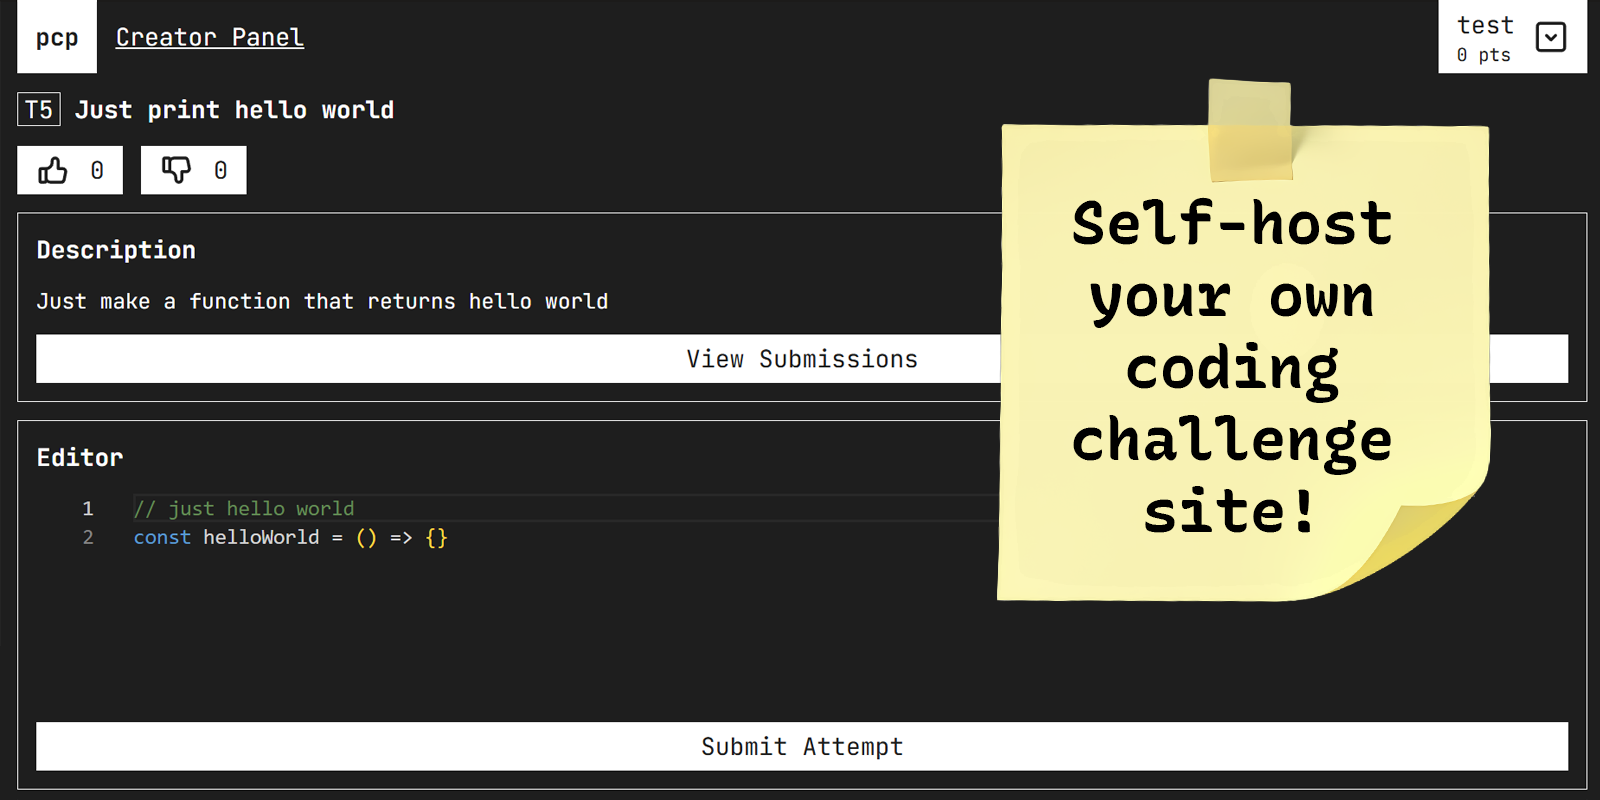 pcp
Creator Panel
test
0 pts
T5 Just print hello world
0
0
Description
Just make a function that returns hello world
View Submissions
Editor
1 // just hello world
2 const helloWorld = () => {}
Submit Attempt
Self-host
your own
coding
challenge
site!